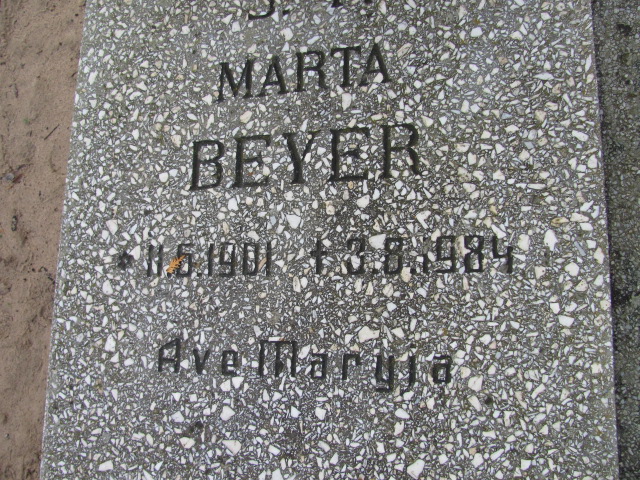 Ś. P.
MARTA
BEYER
* 11.6.1901 † 3.8.1984
Ave Maryja